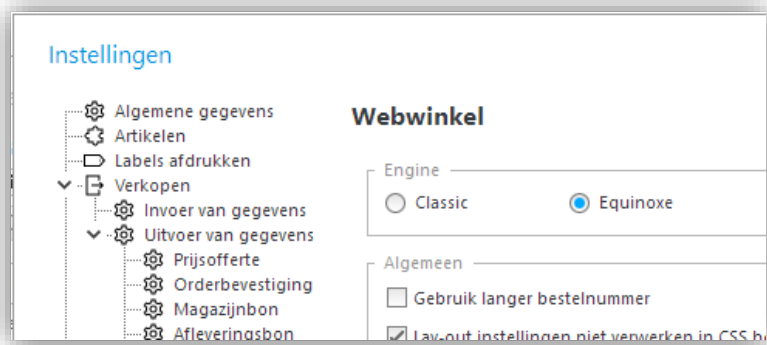 Instellingen
Algemene gegevens
Artikelen
Labels afdrukken
Verkopen
Invoer van gegevens
Uitvoer van gegevens
Prijsofferte
Orderbevestiging
Magazijnbon
Afleveringsbon
Webwinkel
Engine
Classic
Equinoxe
Algemeen
Gebruik langer bestelnummer
Lay-out instellingen niet verwerken in CSS